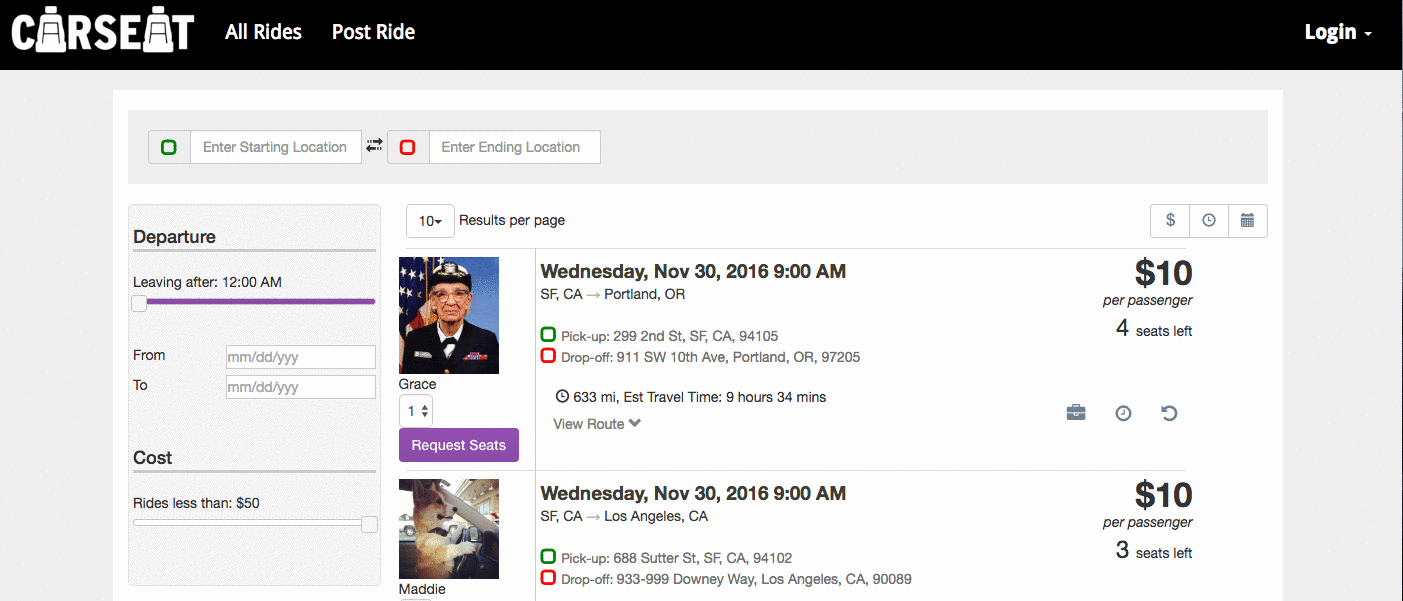 CARSEAT All Rides Post Ride Login
Enter Starting Location Enter Ending Location
10 Results per page $
Departure
Leaving after: 12:00 AM
From mm/dd/yyy
To mm/dd/yyy
Cost
Rides less than: $50
Wednesday, Nov 30, 2016 9:00 AM $10
SF, CA → Portland, OR per passenger
4 seats left
Pick-up: 299 2nd St, SF, CA, 94105
Drop-off: 911 SW 10th Ave, Portland, OR, 97205
Grace
633 mi, Est Travel Time: 9 hours 34 mins
1
View Route
Request Seats
Wednesday, Nov 30, 2016 9:00 AM $10
SF, CA → Los Angeles, CA per passenger
3 seats left
Pick-up: 688 Sutter St, SF, CA, 94102
Drop-off: 933-999 Downey Way, Los Angeles, CA, 90089
Maddie